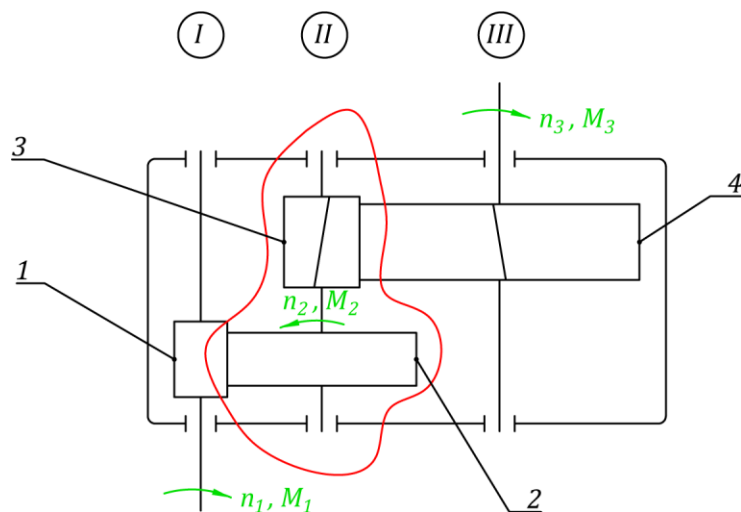 I II III
n₃, M₃
3
4
1
n₂, M₂
n₁, M₁
2